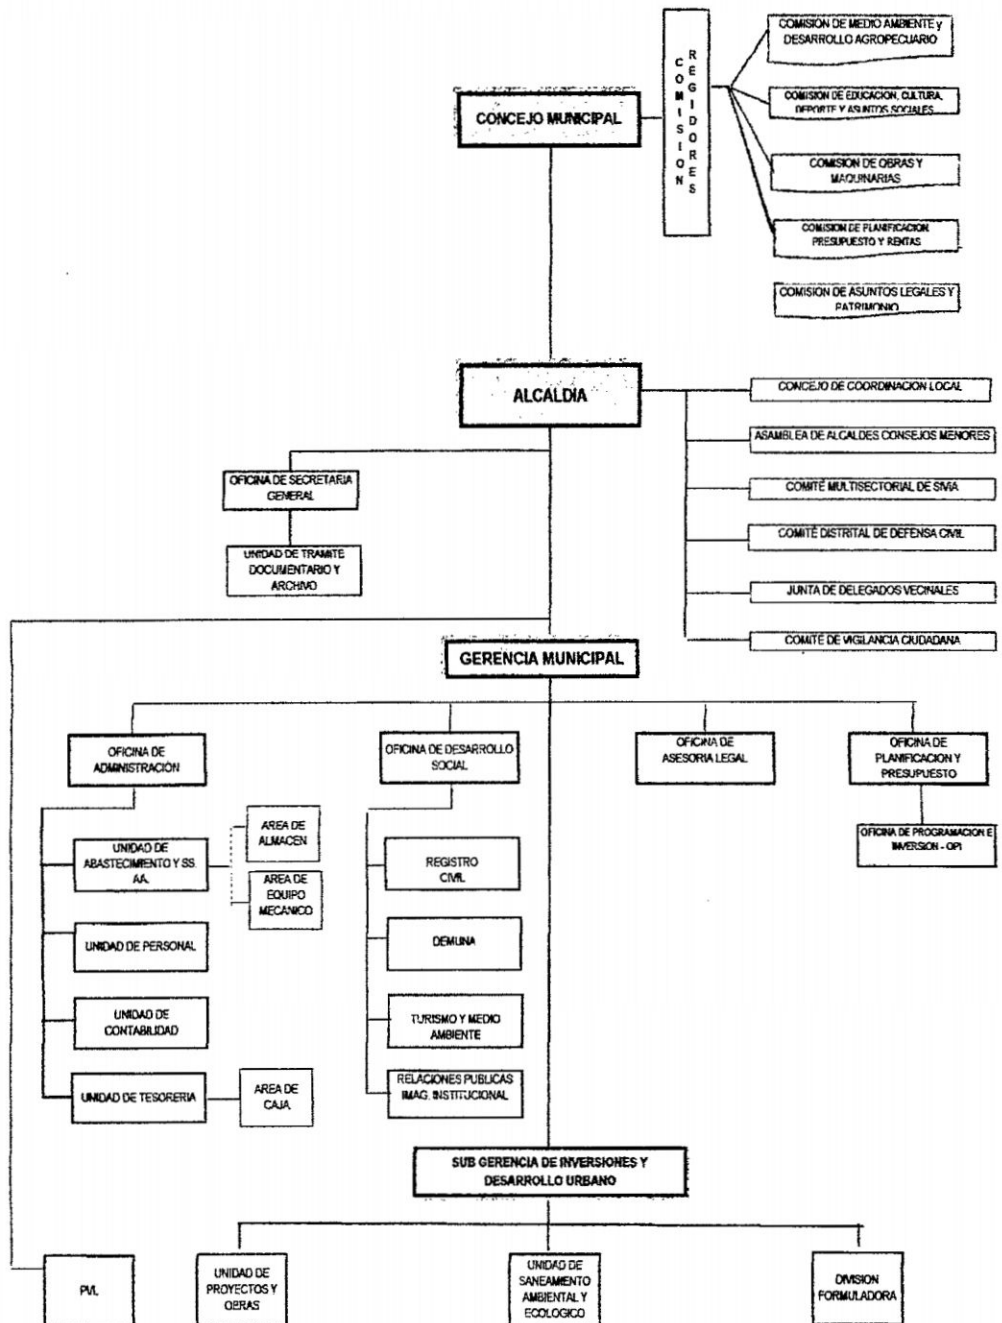 COMISION DE MEDIO AMBIENTE y
DESARROLLO AGROPECUARIO
COMISION
REGIDORES
CONCEJO MUNICIPAL
COMISION DE EDUCACION, CULTURA,
DEPORTE Y ASUNTOS SOCIALES
COMISION DE OBRAS Y
MAQUINARIAS
COMISION DE PLANIFICACION
PRESUPUESTO Y RENTAS
COMISION DE ASUNTOS LEGALES Y
PATRIMONIO
ALCALDIA
CONCEJO DE COORDINACION LOCAL
ASAMBLEA DE ALCALDES CONSEJOS MENORES
COMITÉ MULTISECTORIAL DE SIVIA
COMITÉ DISTRITAL DE DEFENSA CIVIL
JUNTA DE DELEGADOS VECINALES
COMITÉ DE VIGILANCIA CIUDADANA
OFICINA DE SECRETARIA
GENERAL
UNIDAD DE TRAMITE
DOCUMENTARIO Y
ARCHIVO
GERENCIA MUNICIPAL
OFICINA DE
ADMINISTRACIÓN
OFICINA DE DESARROLLO
SOCIAL
OFICINA DE
ASESORIA LEGAL
OFICINA DE
PLANIFICACION Y
PRESUPUESTO
OFICINA DE PROGRAMACION E
INVERSION - OPI
UNIDAD DE
ABASTECIMIENTO Y SS.
AA.
AREA DE
ALMACEN
AREA DE
EQUIPO
MECANICO
UNIDAD DE PERSONAL
UNIDAD DE
CONTABILIDAD
UNIDAD DE TESORERIA
AREA DE
CAJA
REGISTRO
CIVIL
DEMUNA
TURISMO Y MEDIO
AMBIENTE
RELACIONES PUBLICAS
IMAG. INSTITUCIONAL
SUB GERENCIA DE INVERSIONES Y
DESARROLLO URBANO
PVL
UNIDAD DE
PROYECTOS Y
OBRAS
UNIDAD DE
SANEAMIENTO
AMBIENTAL Y
ECOLOGICO
DIVISION
FORMULADORA